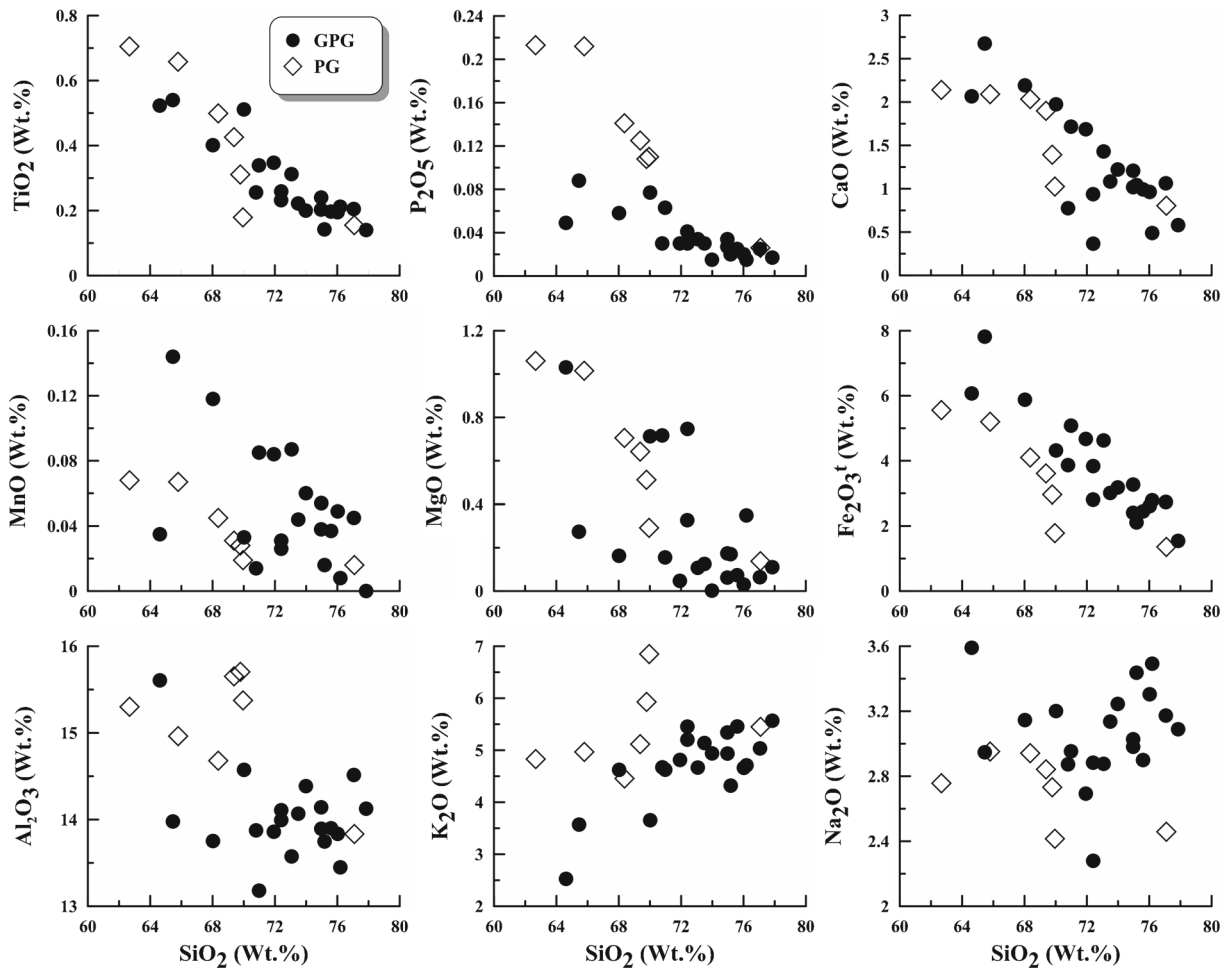 GPG
PG
TiO₂ (Wt.%)
0.8
0.6
0.4
0.2
0
60 64 68 72 76 80
P₂O₅ (Wt.%)
0.24
0.2
0.16
0.12
0.08
0.04
0
60 64 68 72 76 80
CaO (Wt.%)
3
2.5
2
1.5
1
0.5
0
60 64 68 72 76 80
MnO (Wt.%)
0.16
0.12
0.08
0.04
0
60 64 68 72 76 80
MgO (Wt.%)
1.2
0.8
0.4
0
60 64 68 72 76 80
Fe₂O₃ᵗ (Wt.%)
8
6
4
2
0
60 64 68 72 76 80
Al₂O₃ (Wt.%)
16
15
14
13
60 64 68 72 76 80
SiO₂ (Wt.%)
K₂O (Wt.%)
7
6
5
4
3
2
60 64 68 72 76 80
SiO₂ (Wt.%)
Na₂O (Wt.%)
3.6
3.2
2.8
2.4
2
60 64 68 72 76 80
SiO₂ (Wt.%)